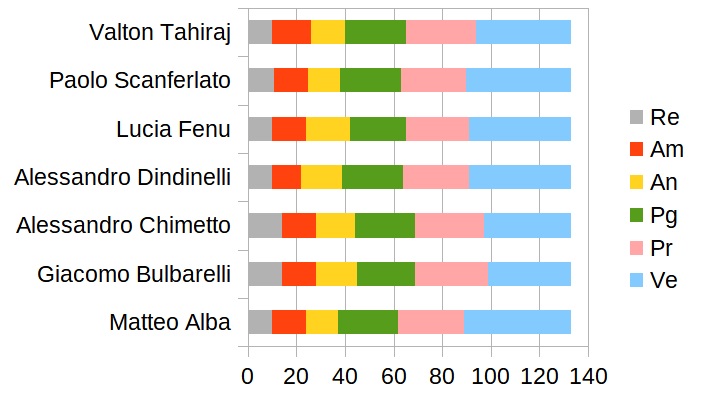 Valton Tahiraj
Paolo Scanferlato
Lucia Fenu
Alessandro Dindinelli
Alessandro Chimetto
Giacomo Bulbarelli
Matteo Alba
0 20 40 60 80 100 120 140
Re
Am
An
Pg
Pr
Ve